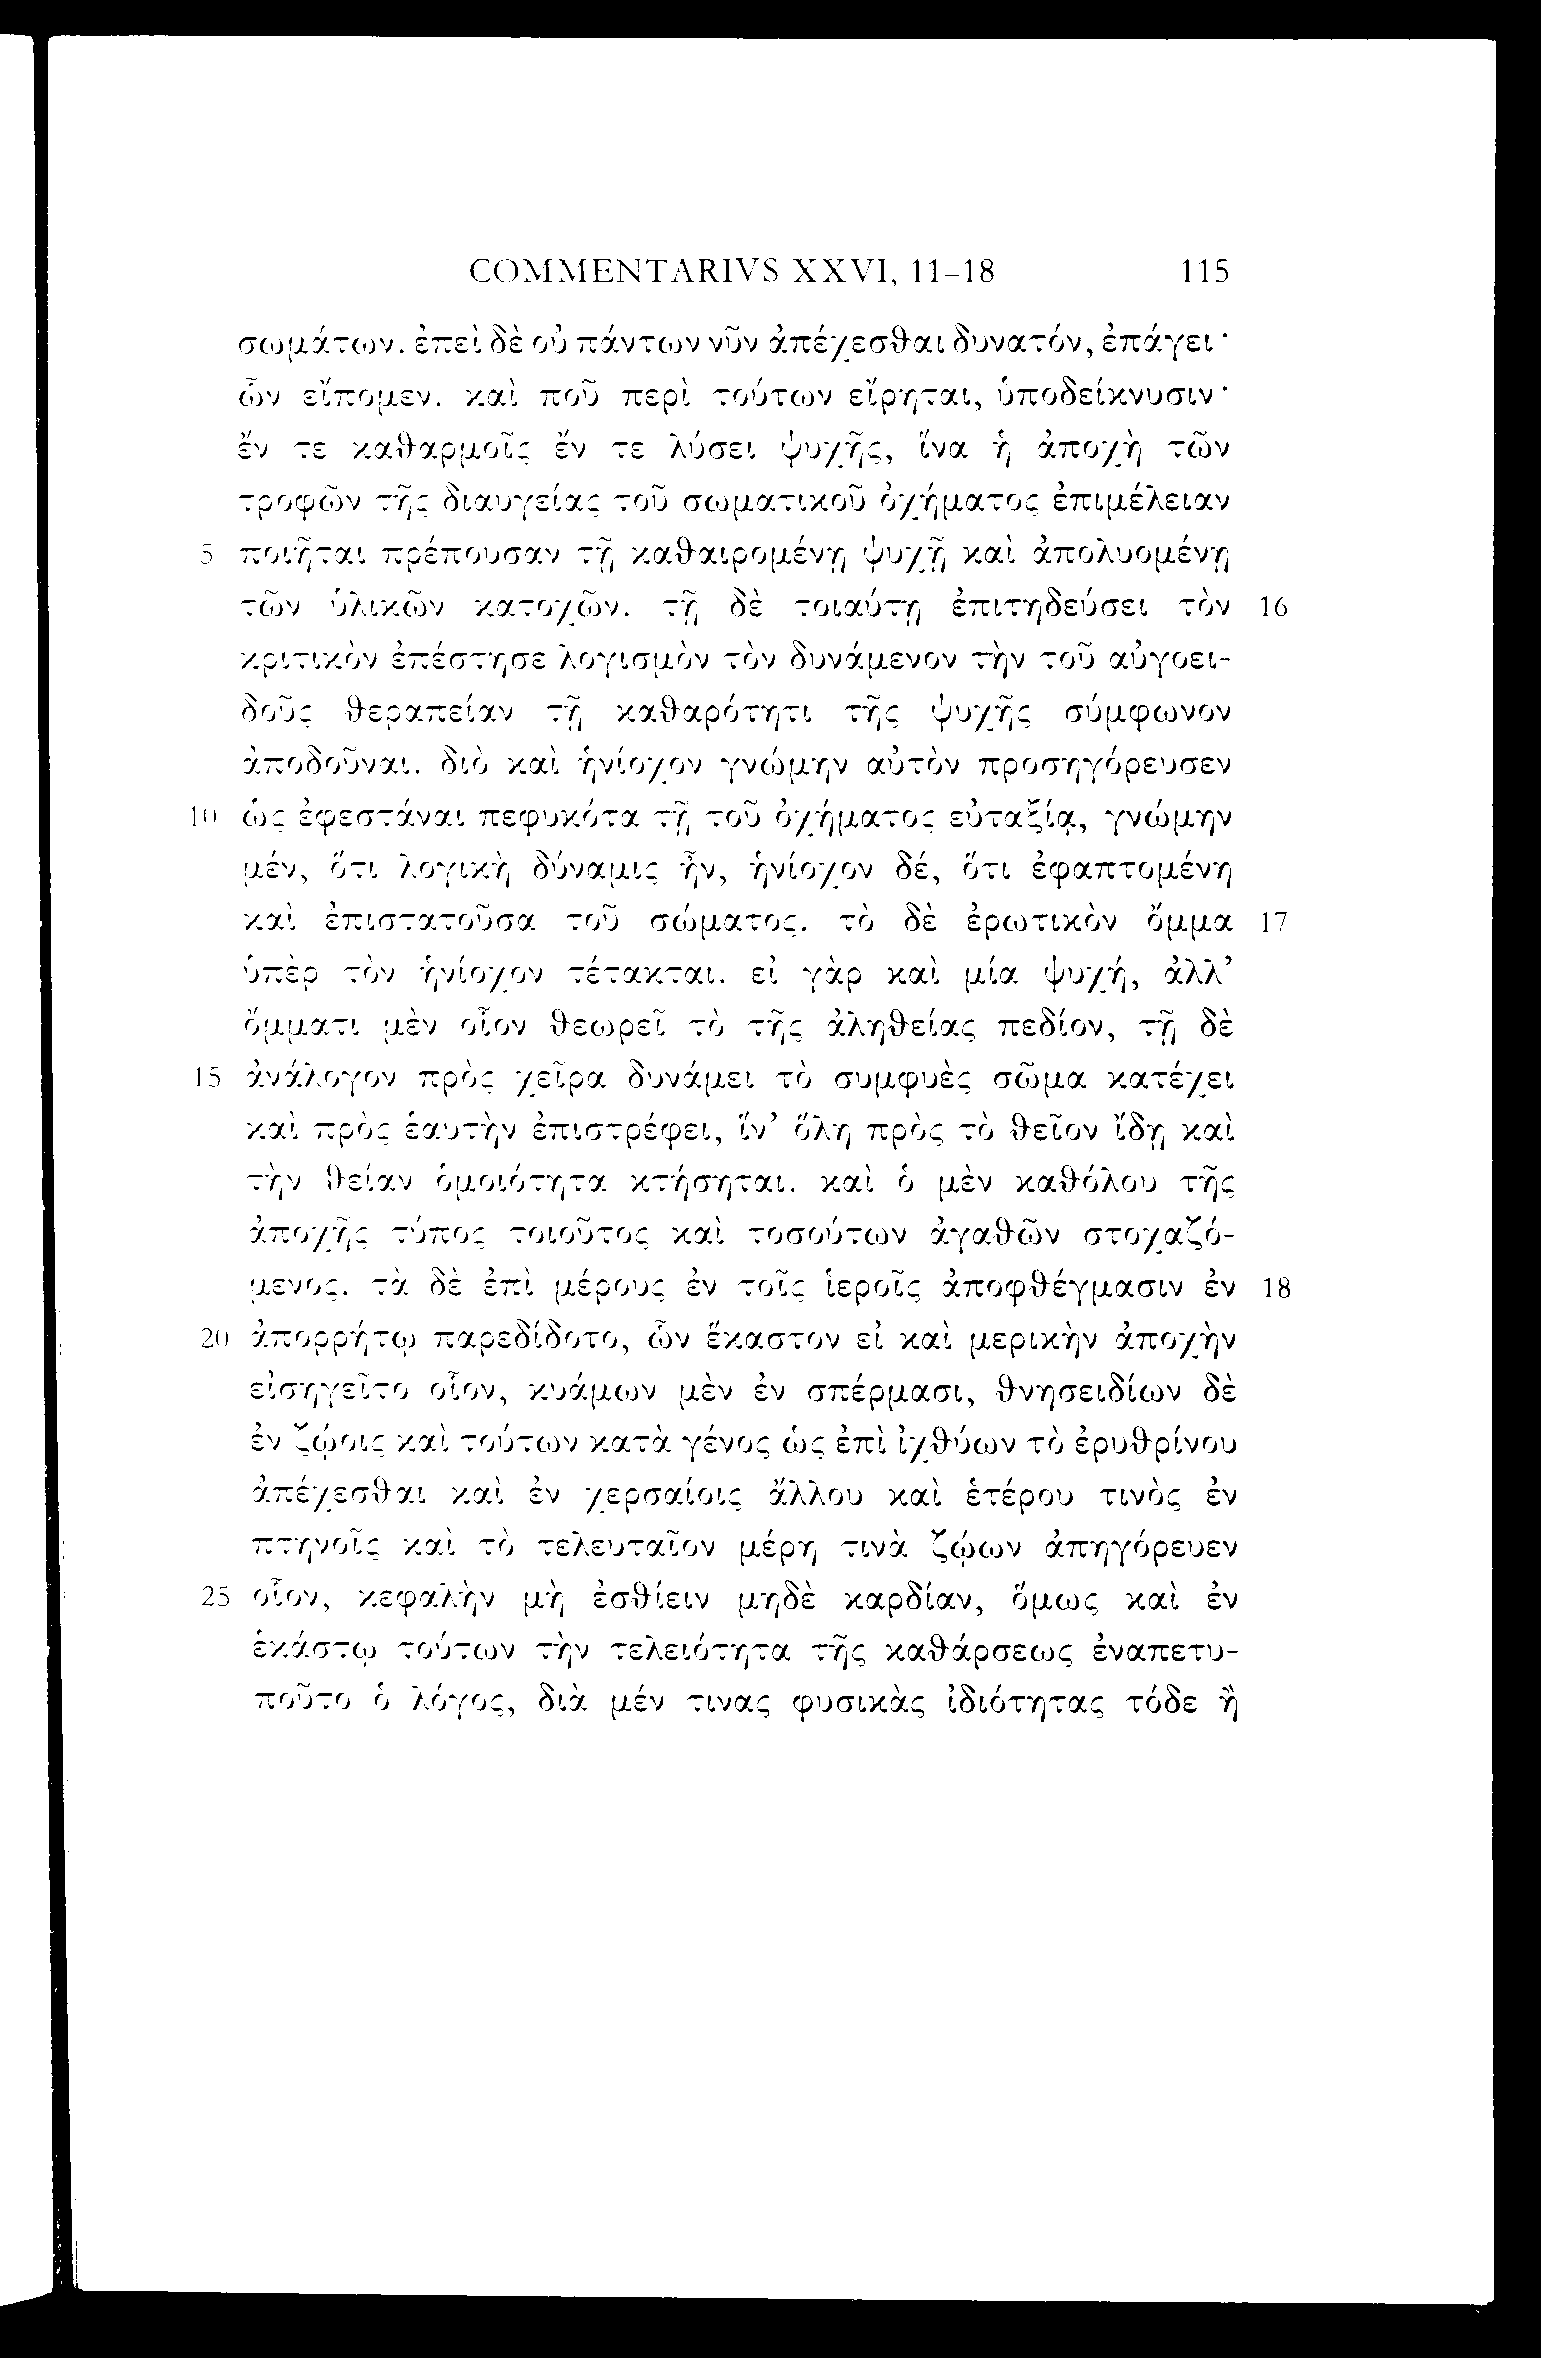 COMMENTARIVS XXVI, 11–18 115
σωμάτων. ἐπεὶ δὲ οὐ πάντων νῦν ἀπέχεσθαι δυνατόν, ἐπάγει·
ὧν εἴπομεν. καὶ ποῦ περὶ τούτων εἴρηται, ὑποδείκνυσιν·
ἔν τε καθαρμοῖς ἔν τε λύσει ψυχῆς, ἵνα ἡ ἀποχὴ τῶν
τροφῶν τῆς διαυγείας τοῦ σωματικοῦ ὀχήματος ἐπιμέλειαν
5 ποιῆται πρέπουσαν τῇ καθαιρομένῃ ψυχῇ καὶ ἀπολυομένῃ
τῶν ὑλικῶν κατοχῶν. τῇ δὲ τοιαύτῃ ἐπιτηδεύσει τὸν 16
κριτικὸν ἐπέστησε λογισμὸν τὸν δυνάμενον τὴν τοῦ αὐγοει-
δοῦς θεραπείαν τῇ καθαρότητι τῆς ψυχῆς σύμφωνον
ἀποδοῦναι. διὸ καὶ ἡνίοχον γνώμην αὐτὸν προσηγόρευσεν
10 ὡς ἐφεστάναι πεφυκότα τῇ τοῦ ὀχήματος εὐταξίᾳ, γνώμην
μέν, ὅτι λογικὴ δύναμις ἦν, ἡνίοχον δέ, ὅτι ἐφαπτομένη
καὶ ἐπιστατοῦσα τοῦ σώματος. τὸ δὲ ἐρωτικὸν ὄμμα 17
ὑπὲρ τὸν ἡνίοχον τέτακται. εἰ γὰρ καὶ μία ψυχή, ἀλλ’
ὄμματι μὲν οἷον θεωρεῖ τὸ τῆς ἀληθείας πεδίον, τῇ δὲ
15 ἀνάλογον πρὸς χεῖρα δυνάμει τὸ συμφυὲς σῶμα κατέχει
καὶ πρὸς ἑαυτὴν ἐπιστρέφει, ἵν’ ὅλη πρὸς τὸ θεῖον ἴδῃ καὶ
τὴν θείαν ὁμοιότητα κτήσηται. καὶ ὁ μὲν καθόλου τῆς
ἀποχῆς τύπος τοιοῦτος καὶ τοσούτων ἀγαθῶν στοχαζό-
μενος. τὰ δὲ ἐπὶ μέρους ἐν τοῖς ἱεροῖς ἀποφθέγμασιν ἐν 18
20 ἀπορρήτῳ παρεδίδοτο, ὧν ἕκαστον εἰ καὶ μερικὴν ἀποχὴν
εἰσηγεῖτο οἷον, κυάμων μὲν ἐν σπέρμασι, θνησειδίων δὲ
ἐν ζῴοις καὶ τούτων κατὰ γένος ὡς ἐπὶ ἰχθύων τὸ ἐρυθρίνου
ἀπέχεσθαι καὶ ἐν χερσαίοις ἄλλου καὶ ἑτέρου τινὸς ἐν
πτηνοῖς καὶ τὸ τελευταῖον μέρη τινὰ ζῴων ἀπηγόρευεν
25 οἷον, κεφαλὴν μὴ ἐσθίειν μηδὲ καρδίαν, ὅμως καὶ ἐν
ἑκάστῳ τούτων τὴν τελειότητα τῆς καθάρσεως ἐναπετυ-
ποῦτο ὁ λόγος, διὰ μέν τινας φυσικὰς ἰδιότητας τόδε ἢ